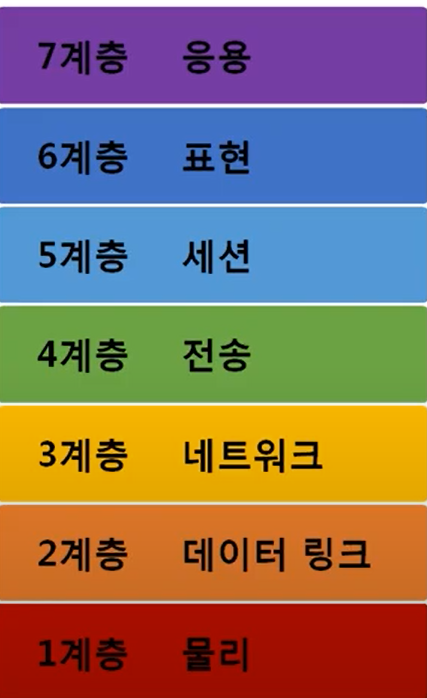 7계층 응용
6계층 표현
5계층 세션
4계층 전송
3계층 네트워크
2계층 데이터 링크
1계층 물리